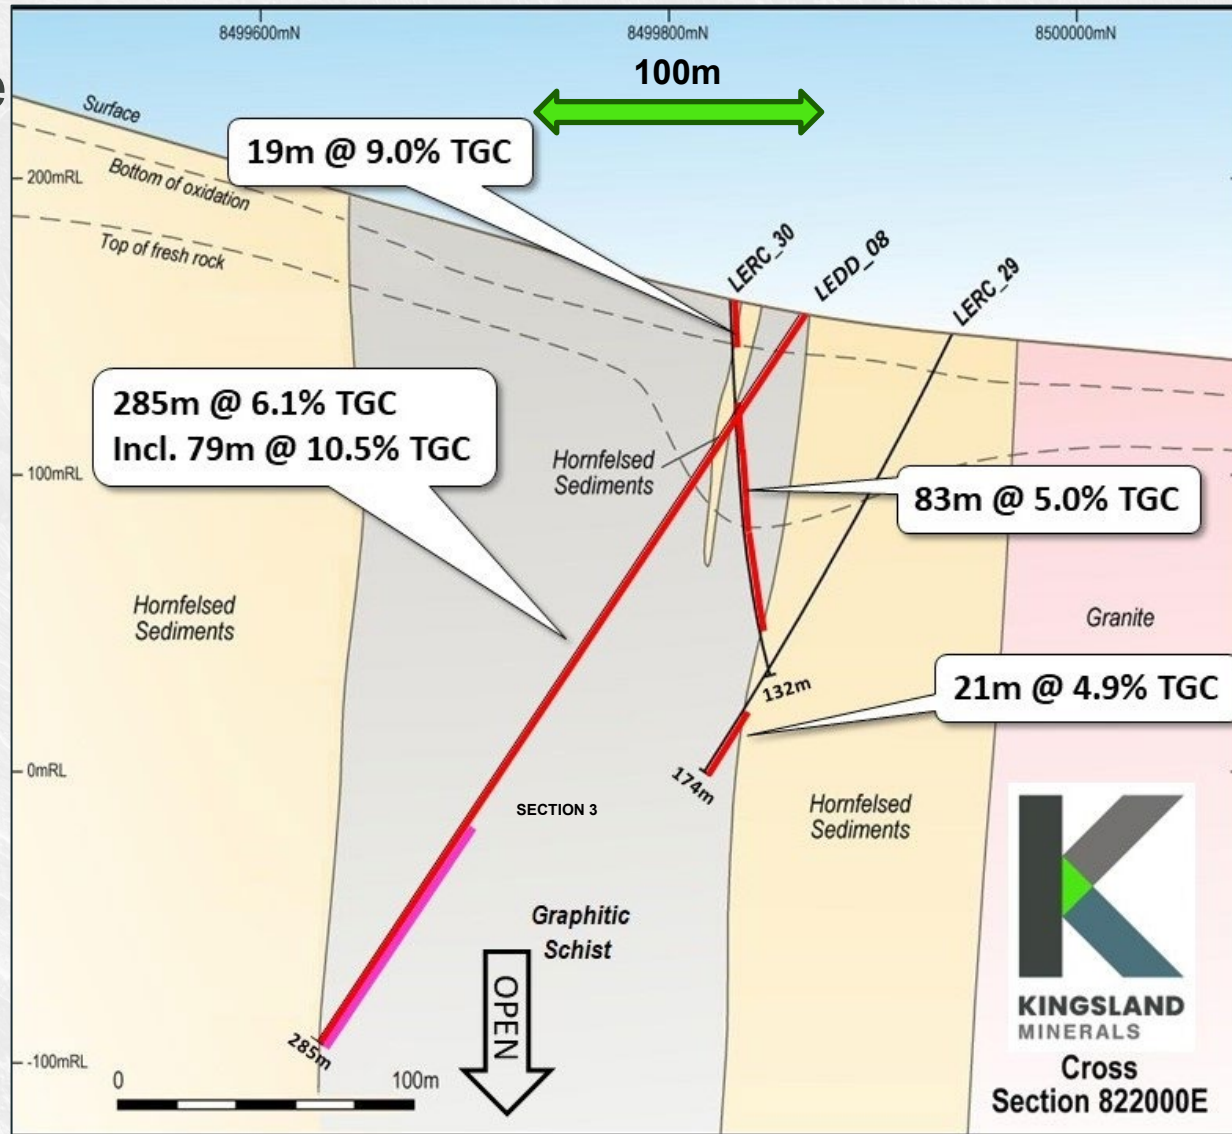 e
8499600mN
8499800mN
8500000mN
100m
Surface
19m @ 9.0% TGC
Bottom of oxidation
200mRL
Top of fresh rock
LERC_30
LEDD_08
LERC_29
285m @ 6.1% TGC
Incl. 79m @ 10.5% TGC
Hornfelsed
Sediments
100mRL
83m @ 5.0% TGC
Hornfelsed
Sediments
Granite
132m
21m @ 4.9% TGC
0mRL
174m
SECTION 3
Hornfelsed
Sediments
Graphitic
Schist
OPEN
285m
-100mRL
0
100m
KINGSLAND
MINERALS
Cross
Section 822000E